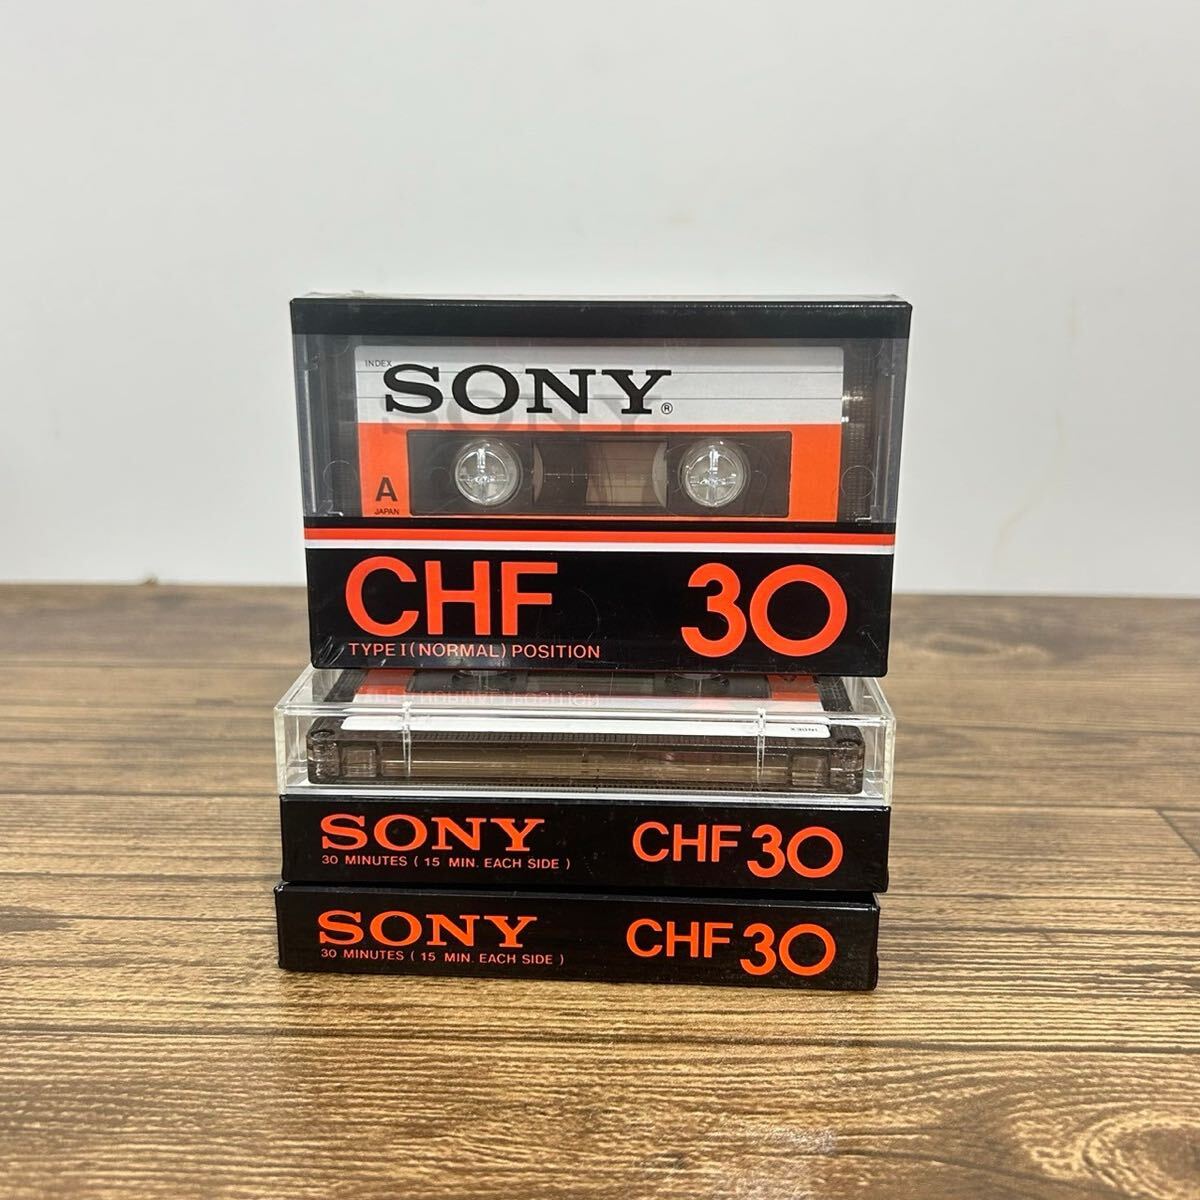 INDEX
SONY®
A
JAPAN
CHF 30
TYPE I (NORMAL) POSITION
INDEX
SONY CHF 30
30 MINUTES ( 15 MIN. EACH SIDE )
SONY CHF 30
30 MINUTES ( 15 MIN. EACH SIDE )